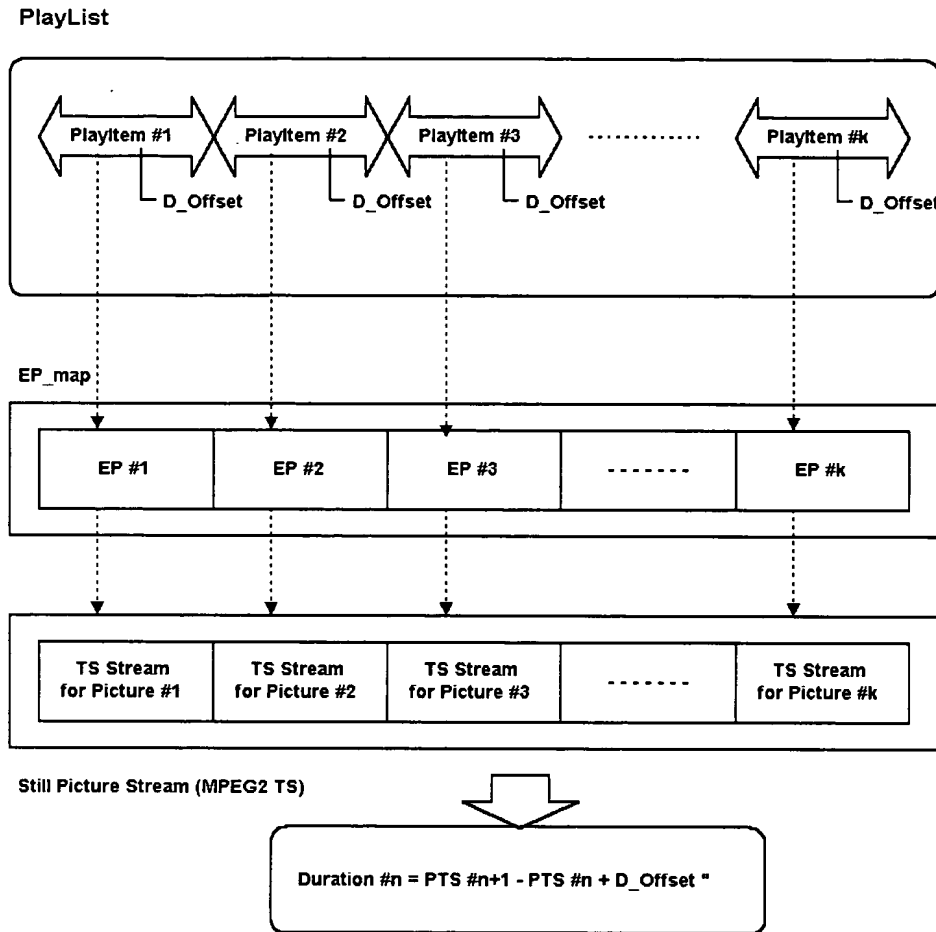 PlayList
PlayItem #1
PlayItem #2
PlayItem #3
PlayItem #k
D_Offset
D_Offset
D_Offset
D_Offset
EP_map
EP #1
EP #2
EP #3
EP #k
TS Stream
for Picture #1
TS Stream
for Picture #2
TS Stream
for Picture #3
TS Stream
for Picture #k
Still Picture Stream (MPEG2 TS)
Duration #n = PTS #n+1 - PTS #n + D_Offset "